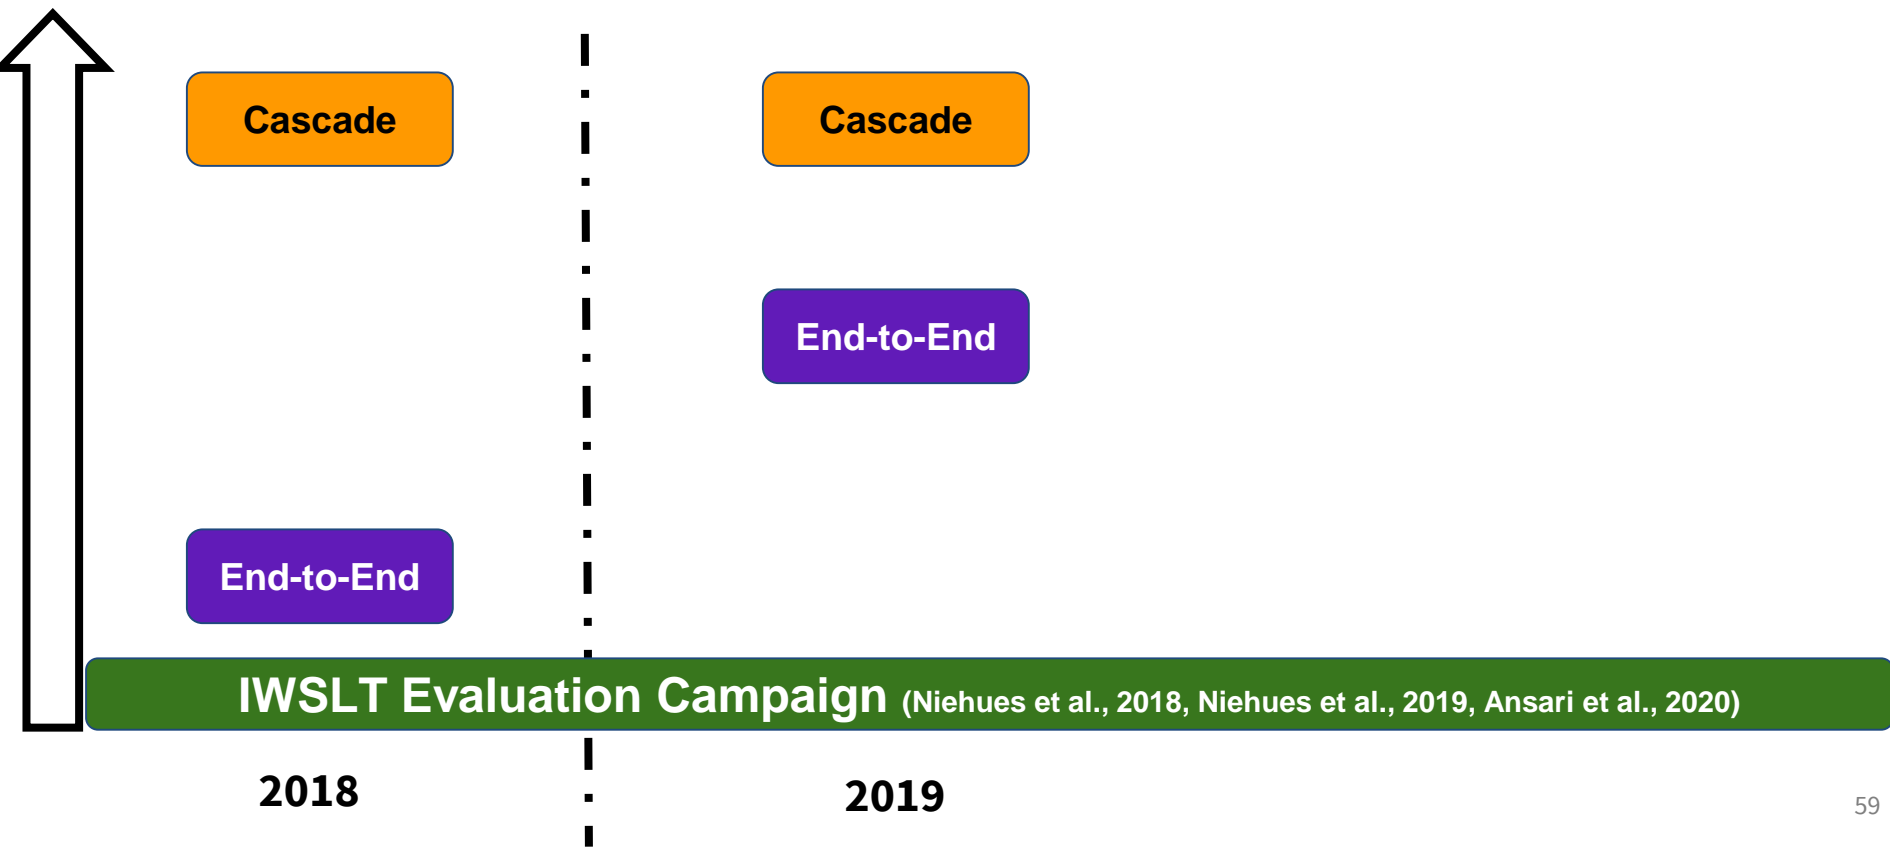 Cascade
Cascade
End-to-End
End-to-End
IWSLT Evaluation Campaign (Niehues et al., 2018, Niehues et al., 2019, Ansari et al., 2020)
2018
2019
59